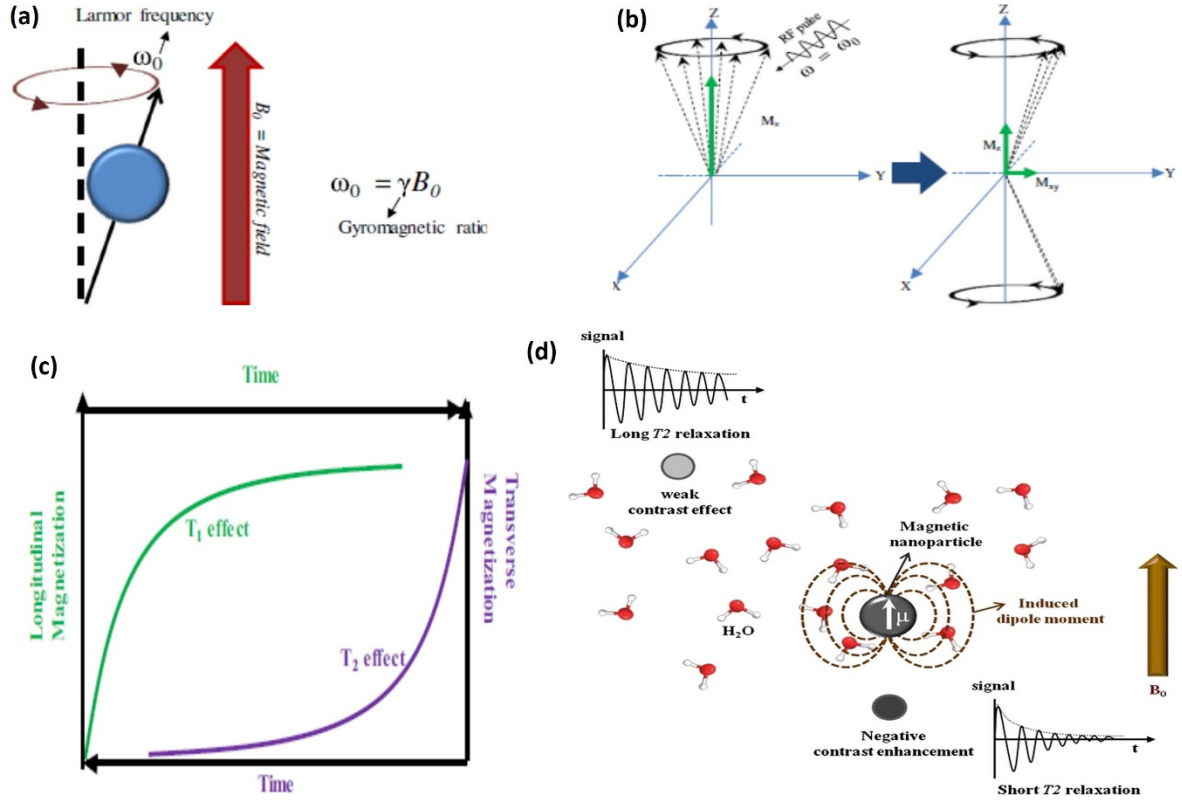 (a)
Larmor frequency
ω₀
B₀ = Magnetic field
ω₀ = γB₀
Gyromagnetic ratio
(b)
Z
RF pulse
ω = ω₀
Mz
Y
X
Z
Mz
Mxy
Y
X
(c)
Time
Longitudinal
Magnetization
T₁ effect
T₂ effect
Transverse
Magnetization
Time
(d)
signal
t
Long T2 relaxation
weak
contrast effect
Magnetic
nanoparticle
μ
H₂O
Induced
dipole moment
B₀
Negative
contrast enhancement
signal
t
Short T2 relaxation